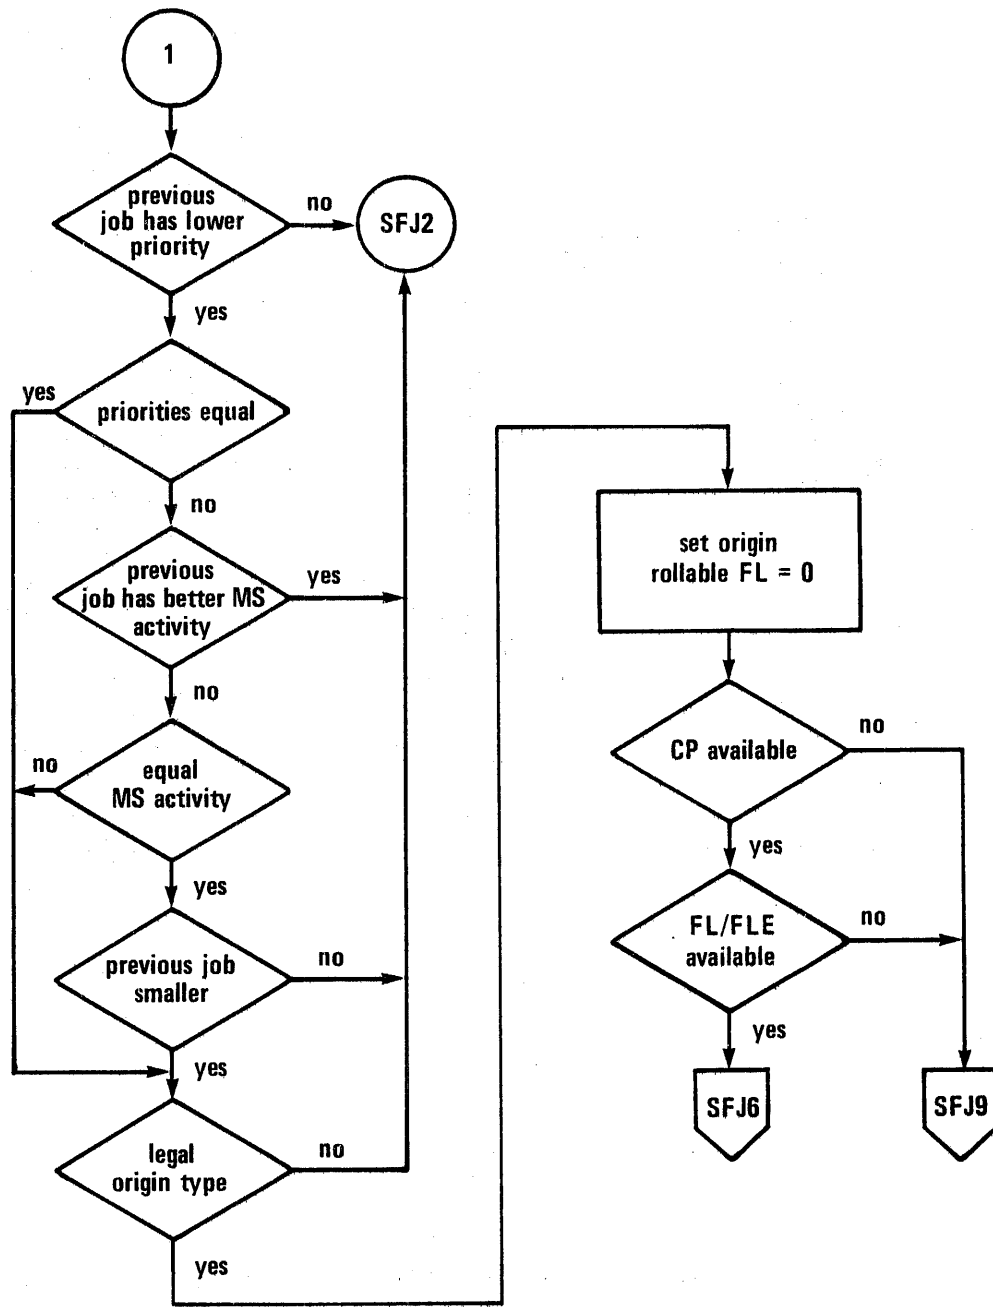 1
previous
job has lower
priority
no
SFJ2
yes
yes
priorities equal
no
previous
job has better MS
activity
yes
no
no
equal
MS activity
yes
previous job
smaller
no
yes
legal
origin type
no
yes
set origin
rollable FL = 0
CP available
no
yes
FL/FLE
available
no
yes
SFJ6
SFJ9